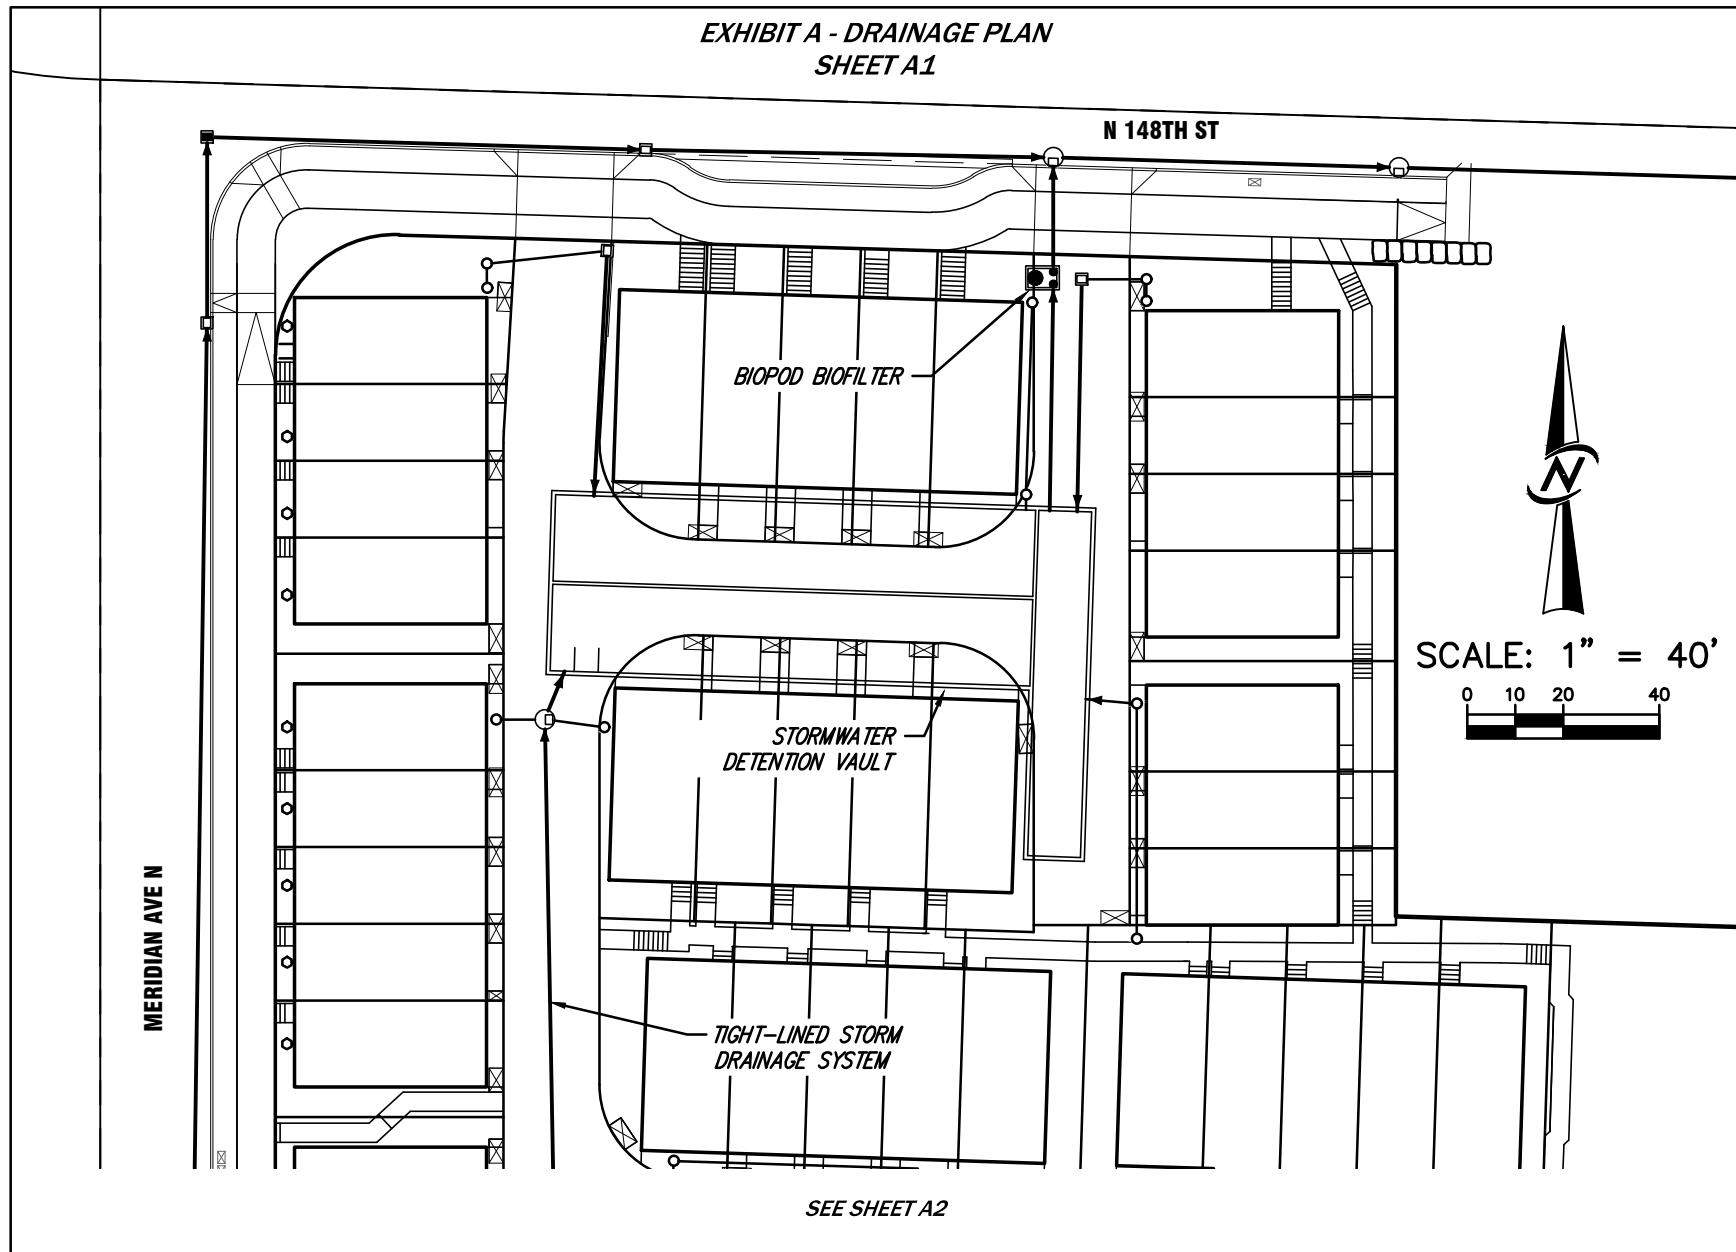 EXHIBIT A - DRAINAGE PLAN
SHEET A1
N 148TH ST
BIOPOD BIOFILTER
N
SCALE: 1" = 40'
0 10 20 40
STORMWATER
DETENTION VAULT
MERIDIAN AVE N
TIGHT-LINED STORM
DRAINAGE SYSTEM
SEE SHEET A2